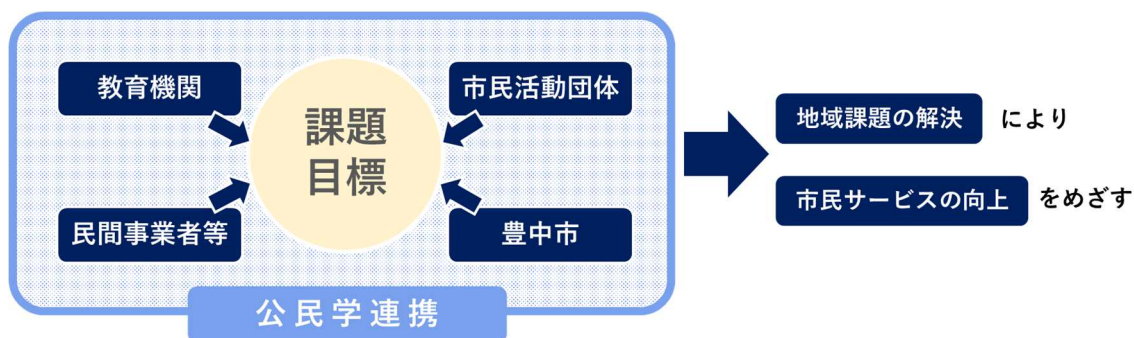 教育機関
市民活動団体
課題
目標
民間事業者等
豊中市
公民学連携
地域課題の解決 により
市民サービスの向上 をめざす